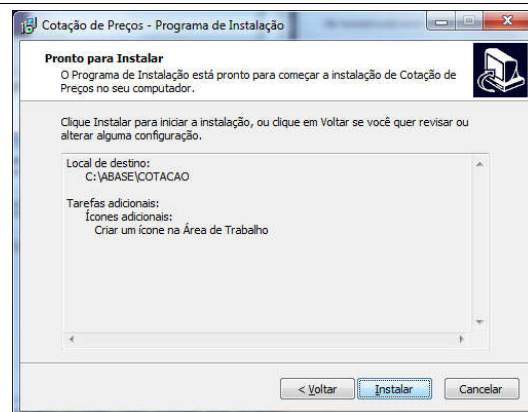 Cotação de Preços - Programa de Instalação
Pronto para Instalar
O Programa de Instalação está pronto para começar a instalação de Cotação de
Preços no seu computador.
Clique Instalar para iniciar a instalação, ou clique em Voltar se você quer revisar ou
alterar alguma configuração.
Local de destino:
C:\ABASE\COTACAO
Tarefas adicionais:
Ícones adicionais:
Criar um ícone na Área de Trabalho
< Voltar
Instalar
Cancelar